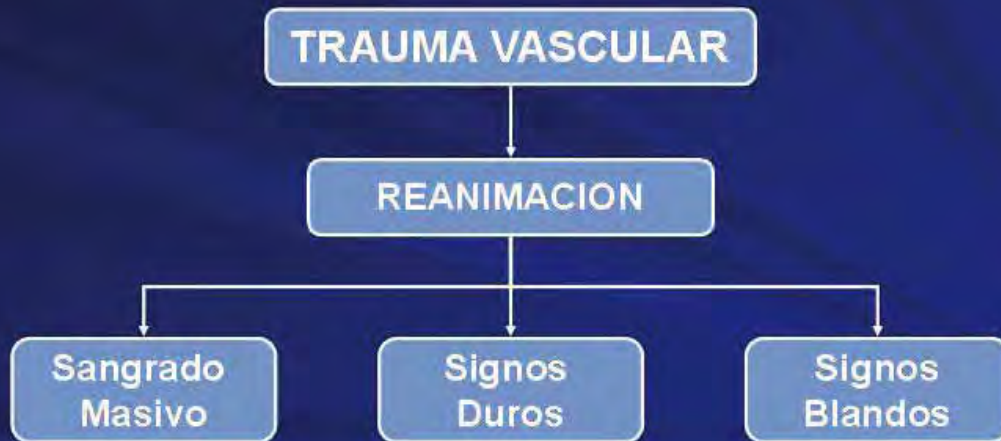 TRAUMA VASCULAR
REANIMACION
Sangrado
Masivo
Signos
Duros
Signos
Blandos